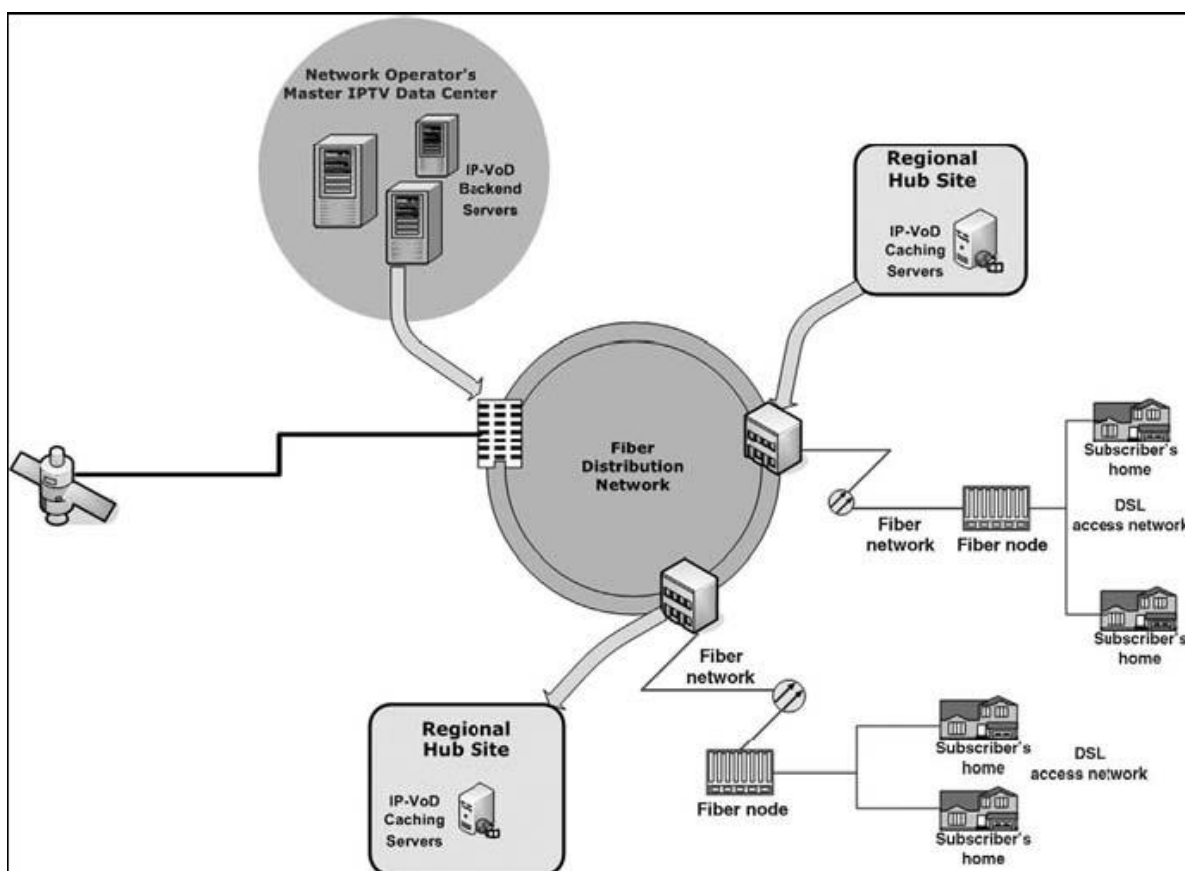 Network Operator's
Master IPTV Data Center
IP-VoD
Backend
Servers
Regional
Hub Site
IP-VoD
Caching
Servers
Fiber
Distribution
Network
Subscriber's
home
DSL
access network
Fiber
network
Fiber node
Subscriber's
home
Fiber
network
Regional
Hub Site
IP-VoD
Caching
Servers
Fiber node
Subscriber's
home
DSL
access network
Subscriber's
home